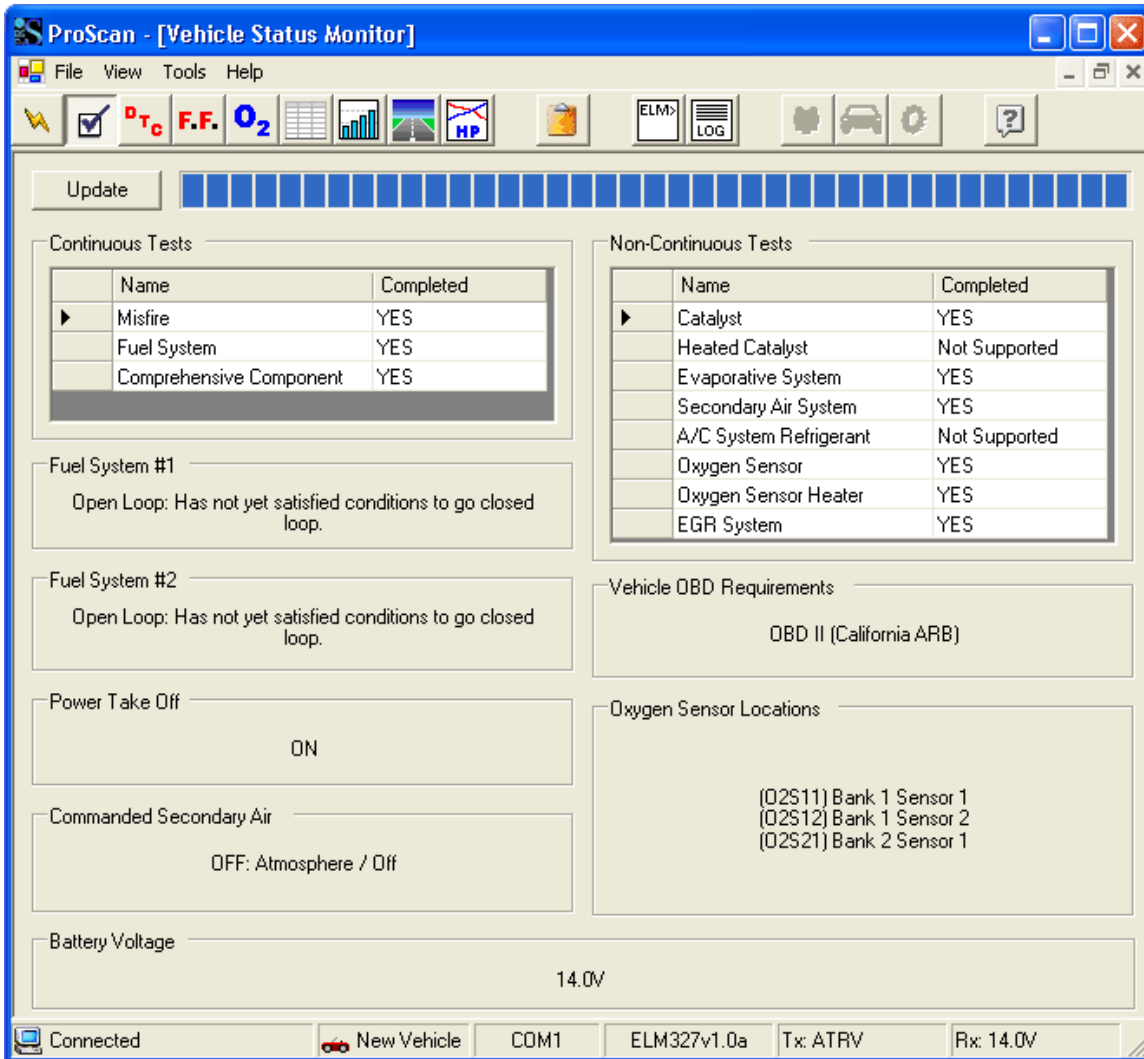 ProScan - [Vehicle Status Monitor]
File View Tools Help
DTC F.F. O2 HP ELM> LOG ?
Update
Continuous Tests
Name Completed
Misfire YES
Fuel System YES
Comprehensive Component YES
Non-Continuous Tests
Name Completed
Catalyst YES
Heated Catalyst Not Supported
Evaporative System YES
Secondary Air System YES
A/C System Refrigerant Not Supported
Oxygen Sensor YES
Oxygen Sensor Heater YES
EGR System YES
Fuel System #1
Open Loop: Has not yet satisfied conditions to go closed
loop.
Fuel System #2
Open Loop: Has not yet satisfied conditions to go closed
loop.
Vehicle OBD Requirements
OBD II (California ARB)
Power Take Off
ON
Oxygen Sensor Locations
(O2S11) Bank 1 Sensor 1
(O2S12) Bank 1 Sensor 2
(O2S21) Bank 2 Sensor 1
Commanded Secondary Air
OFF: Atmosphere / Off
Battery Voltage
14.0V
Connected New Vehicle COM1 ELM327v1.0a Tx: ATRV Rx: 14.0V